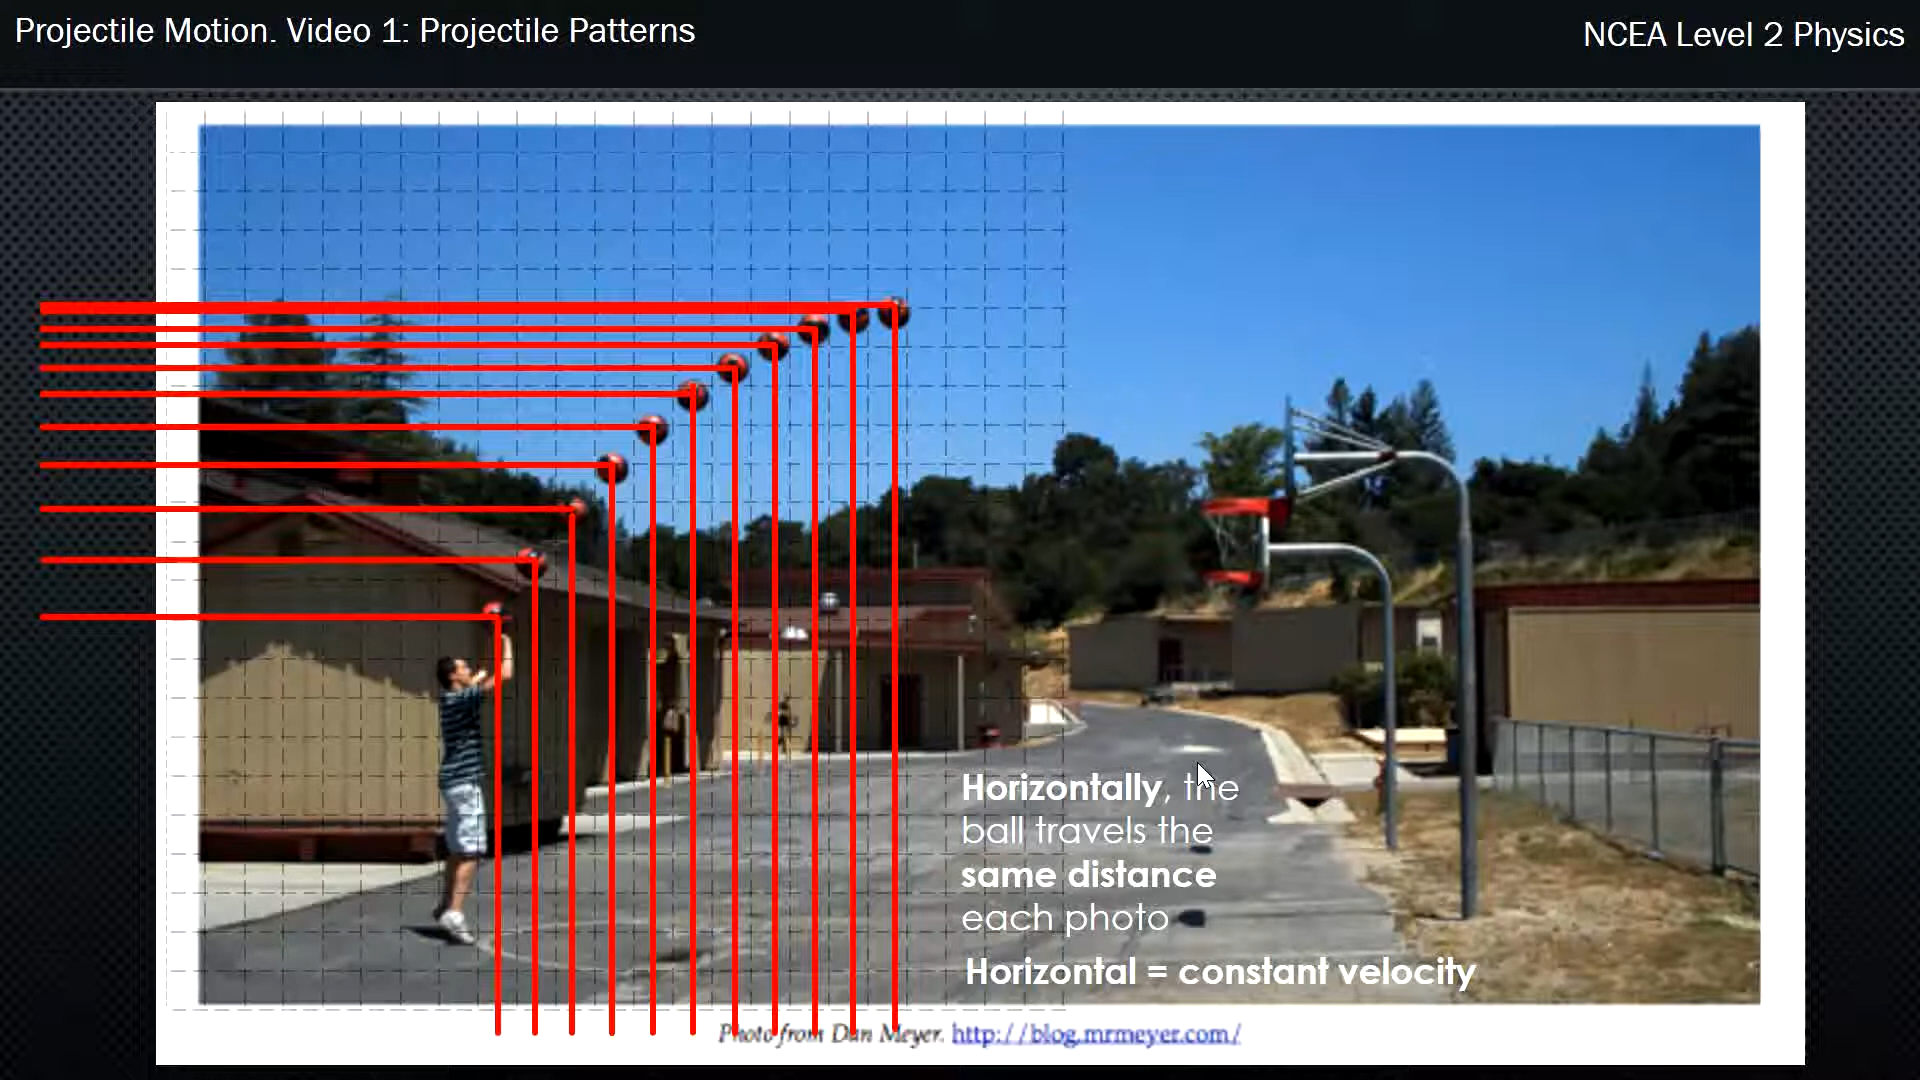 Projectile Motion. Video 1: Projectile Patterns
NCEA Level 2 Physics
Horizontally, the
ball travels the
same distance
each photo
Horizontal = constant velocity
Photo from Dan Meyer. http://blog.mrmeyer.com/